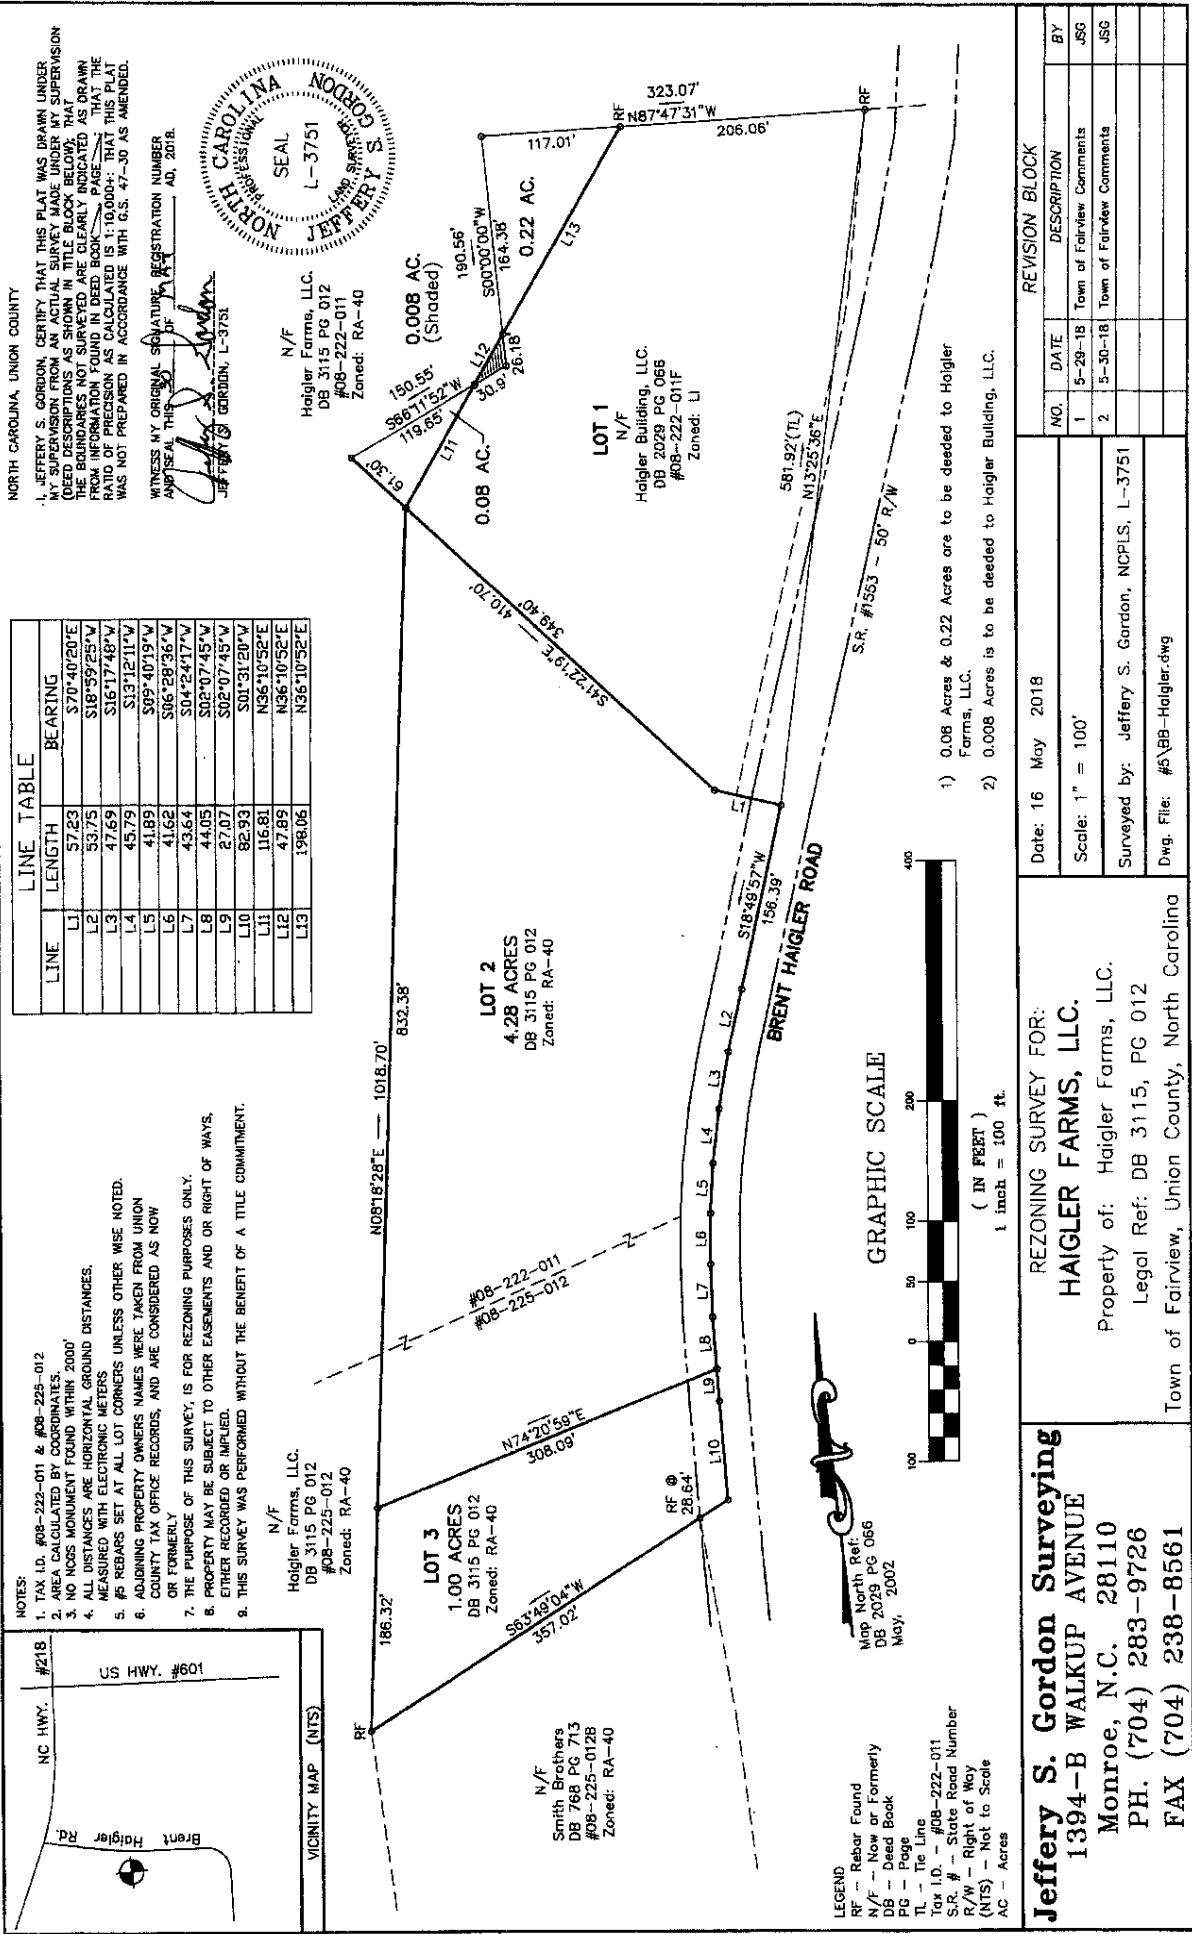 NOTES:
1. TAX I.D. #08-222-011 & #08-225-012
2. AREA CALCULATED BY COORDINATES.
3. NO NCGS MONUMENT FOUND WITHIN 2000'
4. ALL DISTANCES ARE HORIZONTAL GROUND DISTANCES,
MEASURED WITH ELECTRONIC METERS
5. #5 REBARS SET AT ALL LOT CORNERS UNLESS OTHER WISE NOTED.
6. ADJOINING PROPERTY OWNERS NAMES WERE TAKEN FROM UNION
COUNTY TAX OFFICE RECORDS, AND ARE CONSIDERED AS NOW
OR FORMERLY
7. THE PURPOSE OF THIS SURVEY, IS FOR REZONING PURPOSES ONLY.
8. PROPERTY MAY BE SUBJECT TO OTHER EASEMENTS AND OR RIGHT OF WAYS,
EITHER RECORDED OR IMPLIED.
9. THIS SURVEY WAS PERFORMED WITHOUT THE BENEFIT OF A TITLE COMMITMENT.
LINE TABLE
LINE LENGTH BEARING
L1 57.23 S70°40'20"E
L2 53.75 S18°59'25"W
L3 47.69 S16°17'48"W
L4 45.79 S13°12'11"W
L5 41.89 S09°40'19"W
L6 41.62 S06°28'36"W
L7 43.64 S04°24'17"W
L8 44.05 S02°07'45"W
L9 27.07 S02°07'45"W
L10 82.93 S01°31'20"W
L11 116.81 N36°10'52"E
L12 47.89 N36°10'52"E
L13 198.06 N36°10'52"E
NORTH CAROLINA, UNION COUNTY
I, JEFFERY S. GORDON, CERTIFY THAT THIS PLAT WAS DRAWN UNDER
MY SUPERVISION FROM AN ACTUAL SURVEY MADE UNDER MY SUPERVISION
(DEED DESCRIPTIONS AS SHOWN IN TITLE BLOCK BELOW); THAT
THE BOUNDARIES NOT SURVEYED ARE CLEARLY INDICATED AS DRAWN
FROM INFORMATION FOUND IN DEED BOOK PAGE ; THAT THE
RATIO OF PRECISION AS CALCULATED IS 1:10,000+; THAT THIS PLAT
WAS NOT PREPARED IN ACCORDANCE WITH G.S. 47-30 AS AMENDED.
WITNESS MY ORIGINAL SIGNATURE, REGISTRATION NUMBER
AND SEAL THIS 30 OF MAY AD, 2018.
JEFFERY S. GORDON, L-3751
NORTH CAROLINA
PROFESSIONAL
SEAL
L-3751
LAND SURVEYOR
JEFFERY S. GORDON
NC HWY. #218
US HWY. #601
Brent Haigler Rd.
VICINITY MAP (NTS)
N/F
Haigler Farms, LLC.
DB 3115 PG 012
#08-225-012
Zoned: RA-40
N/F
Haigler Farms, LLC.
DB 3115 PG 012
#08-222-011
Zoned: RA-40
N/F
Smith Brothers
DB 768 PG 713
#08-225-012B
Zoned: RA-40
RF
186.32'
N08°18'28"E — 1018.70'
832.38'
LOT 3
1.00 ACRES
DB 3115 PG 012
Zoned: RA-40
S63°49'04"W
357.02'
N74°20'59"E
308.09'
RF @
28.64'
#08-222-011
#08-225-012
Z
Z
LOT 2
4.28 ACRES
DB 3115 PG 012
Zoned: RA-40
S41°22'19"E — 410.70'
349.40'
61.30'
S66°11'52"W
150.55'
119.65'
30.9'
L11
L12
L13
0.08 AC.
0.008 AC.
(Shaded)
26.18'
S00°00'00"W
190.56'
164.38'
0.22 AC.
117.01'
RF
N87°47'31"W
323.07'
206.06'
RF
LOT 1
N/F
Haigler Building, LLC.
DB 2029 PG 066
#08-222-011F
Zoned: LI
581.92'(TL)
N13°25'36"E
S.R. #1553 - 50' R/W
L1
S18°49'57"W
156.39'
BRENT HAIGLER ROAD
L10 L9 L8 L7 L6 L5 L4 L3 L2
Map North Ref:
DB 2029 PG 066
May, 2002
GRAPHIC SCALE
100 0 50 100 200 400
( IN FEET )
1 inch = 100 ft.
1) 0.08 Acres & 0.22 Acres are to be deeded to Haigler
Farms, LLC.
2) 0.008 Acres is to be deeded to Haigler Building, LLC.
LEGEND
RF - Rebar Found
N/F - Now or Formerly
DB - Deed Book
PG - Page
TL - Tie Line
Tax I.D. - #08-222-011
S.R. # - State Road Number
R/W - Right of Way
(NTS) - Not to Scale
AC - Acres
Jeffery S. Gordon Surveying
1394-B WALKUP AVENUE
Monroe, N.C. 28110
PH. (704) 283-9726
FAX (704) 238-8561
REZONING SURVEY FOR:
HAIGLER FARMS, LLC.
Property of: Haigler Farms, LLC.
Legal Ref: DB 3115, PG 012
Town of Fairview, Union County, North Carolina
Date: 16 May 2018
Scale: 1" = 100'
Surveyed by: Jeffery S. Gordon, NCPLS, L-3751
Dwg. File: #5\BB-Haigler.dwg
REVISION BLOCK
NO. DATE DESCRIPTION BY
1 5-29-18 Town of Fairview Comments JSG
2 5-30-18 Town of Fairview Comments JSG